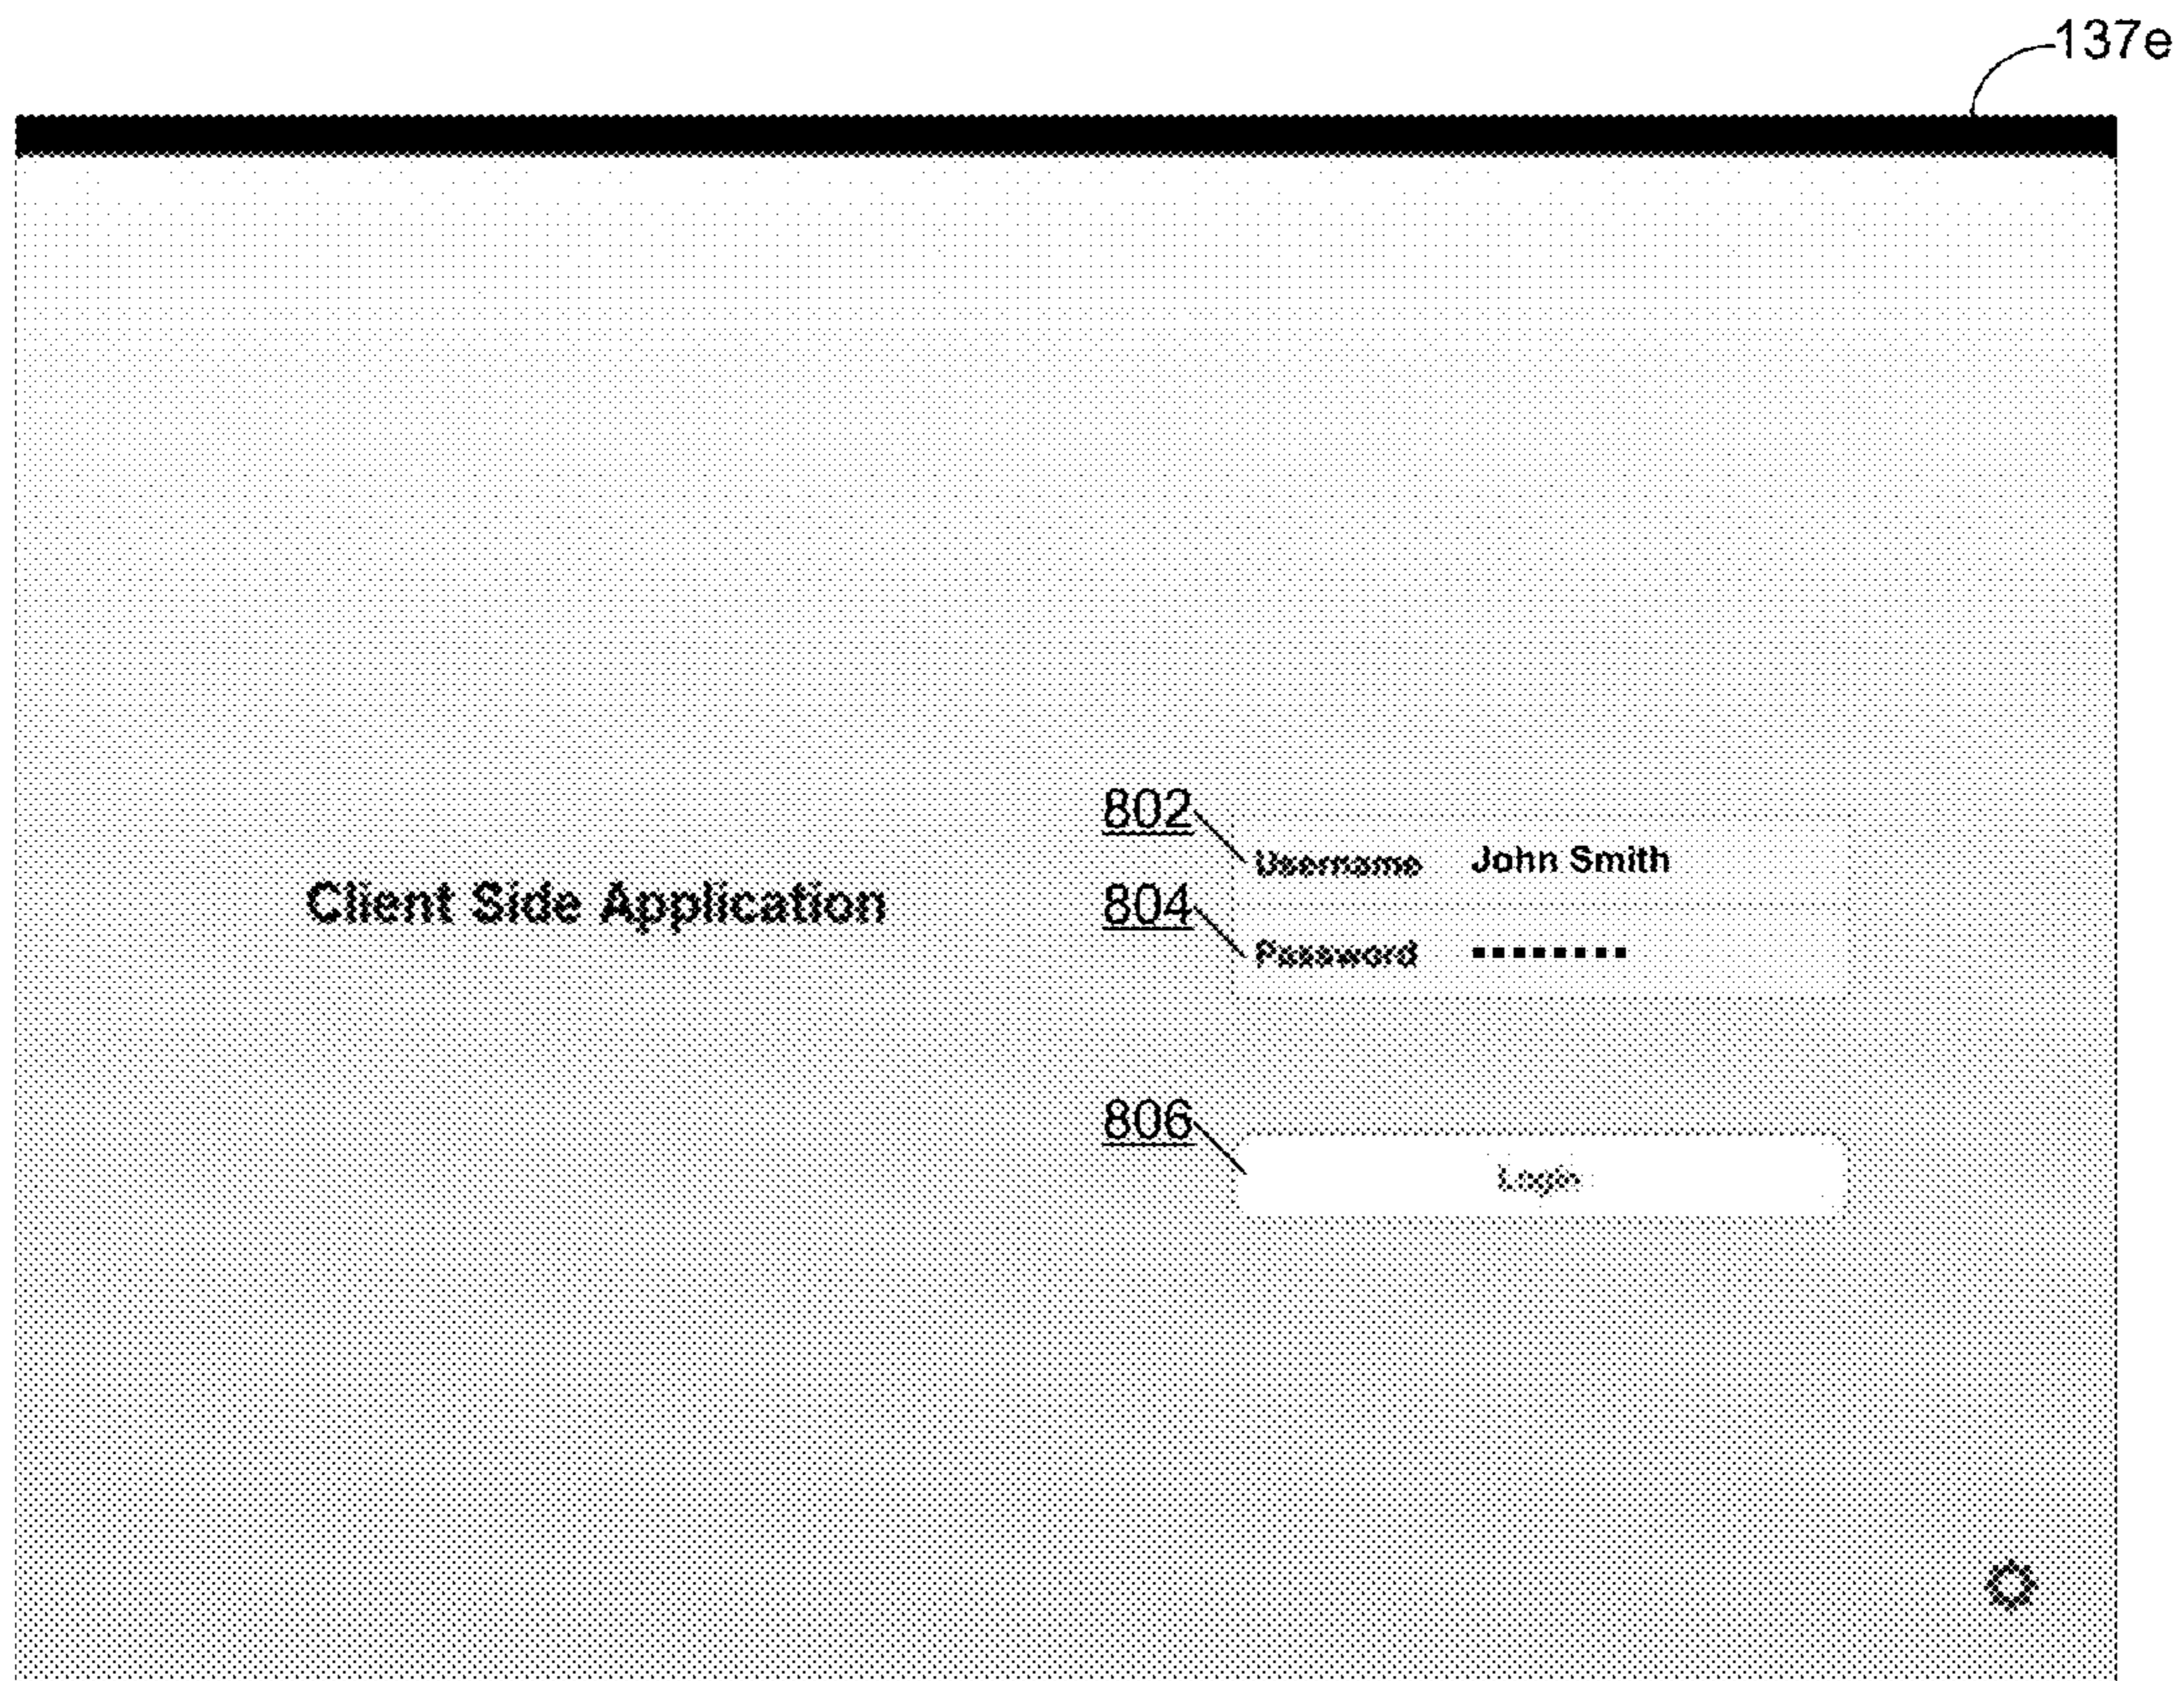 137e
802
Username John Smith
Client Side Application
804
Password ▪▪▪▪▪▪▪▪
806
Login